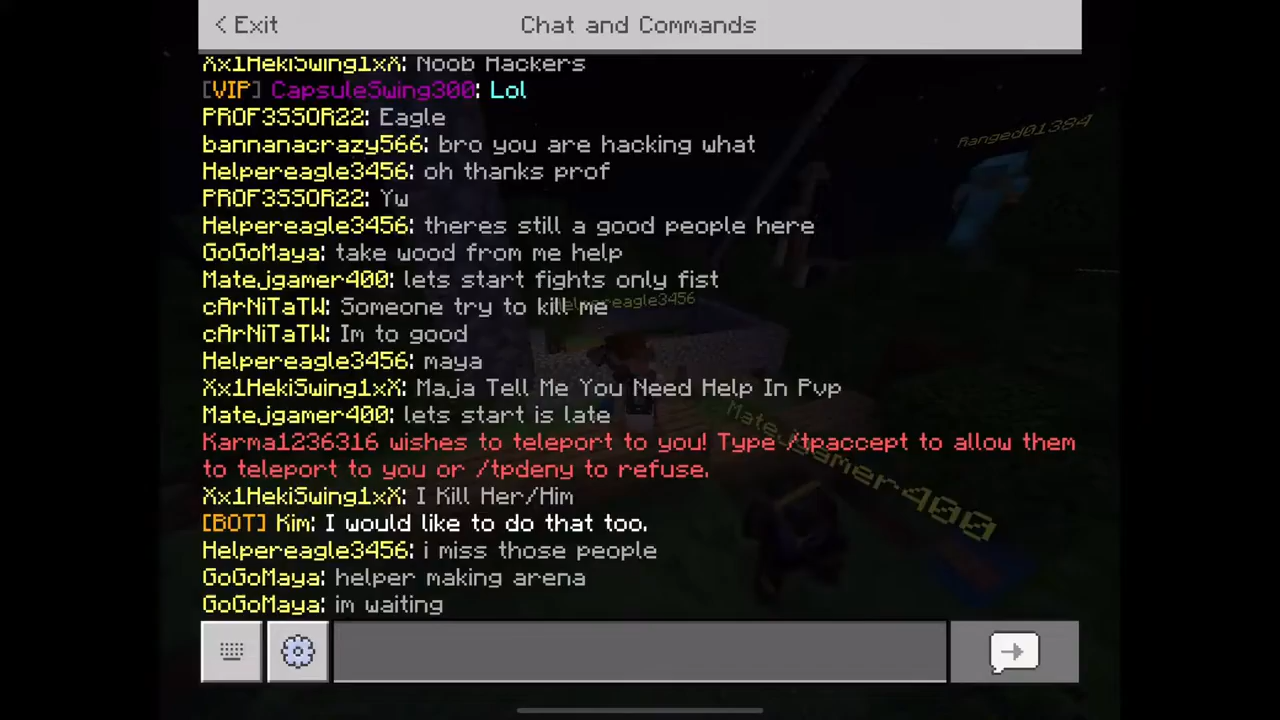 < Exit
Chat and Commands
Xx1HekiSwing1xX: Noob Hackers
[VIP] CapsuleSwing300: Lol
PROF3SSOR22: Eagle
bannanacrazy566: bro you are hacking what
Helpereagle3456: oh thanks prof
PROF3SSOR22: Yw
Helpereagle3456: theres still a good people here
GoGoMaya: take wood from me help
Matejgamer400: lets start fights only fist
cArNiTaTW: Someone try to kill me
cArNiTaTW: Im to good
Helpereagle3456: maya
Xx1HekiSwing1xX: Maja Tell Me You Need Help In Pvp
Matejgamer400: lets start is late
Karma1236316 wishes to teleport to you! Type /tpaccept to allow them
to teleport to you or /tpdeny to refuse.
Xx1HekiSwing1xX: I Kill Her/Him
[BOT] Kim: I would like to do that too.
Helpereagle3456: i miss those people
GoGoMaya: helper making arena
GoGoMaya: im waiting
Ranged01384
Helpereagle3456
Matejgamer400